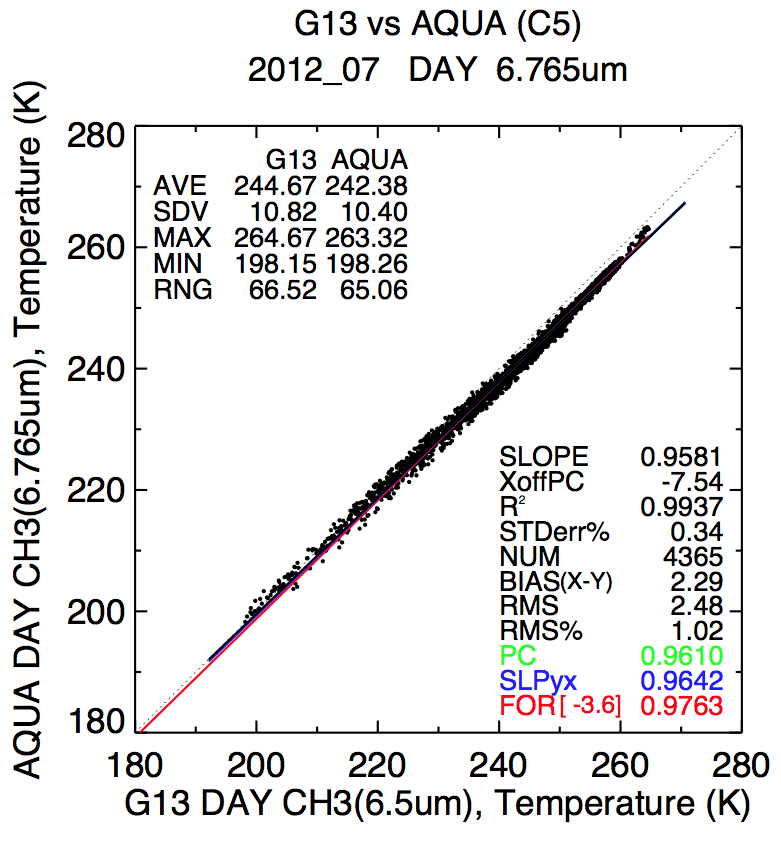 G13 vs AQUA (C5)
2012_07 DAY 6.765um
AQUA DAY CH3(6.765um), Temperature (K)
280
260
240
220
200
180
G13 AQUA
AVE 244.67 242.38
SDV 10.82 10.40
MAX 264.67 263.32
MIN 198.15 198.26
RNG 66.52 65.06
SLOPE 0.9581
XoffPC -7.54
R² 0.9937
STDerr% 0.34
NUM 4365
BIAS(X-Y) 2.29
RMS 2.48
RMS% 1.02
PC 0.9610
SLPyx 0.9642
FOR[ -3.6] 0.9763
180 200 220 240 260 280
G13 DAY CH3(6.5um), Temperature (K)